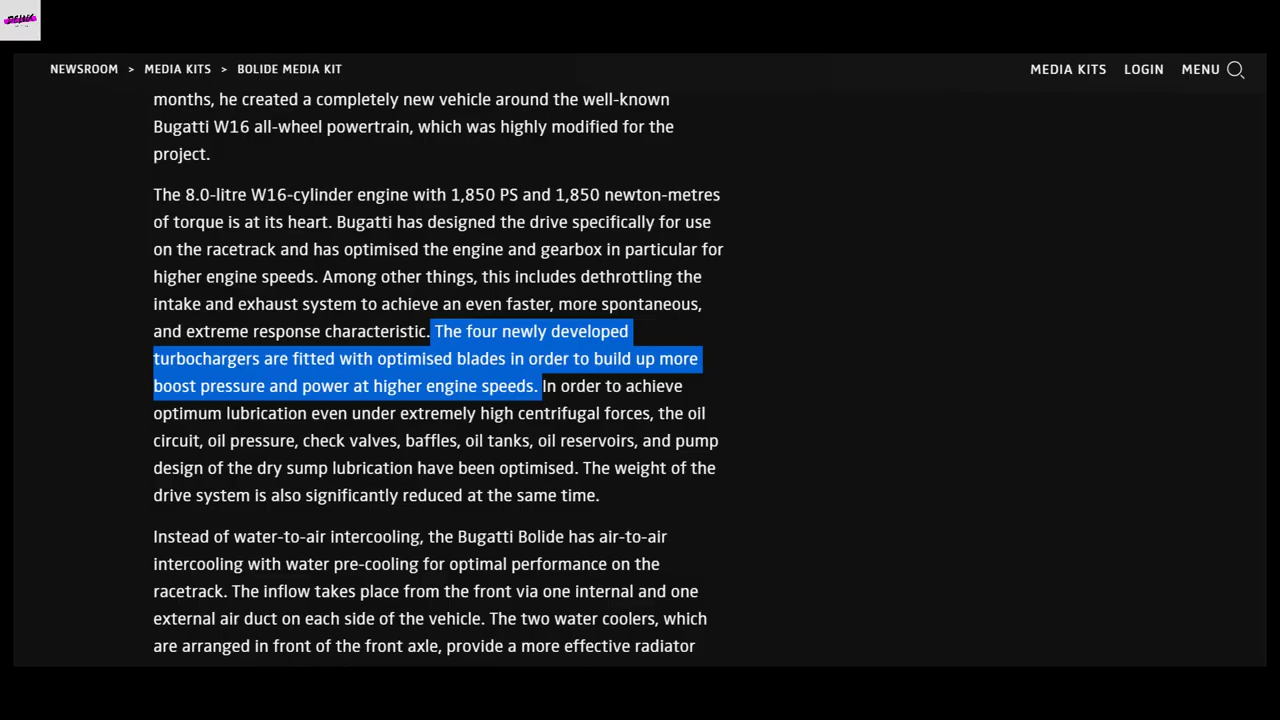 NEWSROOM > MEDIA KITS > BOLIDE MEDIA KIT
MEDIA KITS LOGIN MENU
months, he created a completely new vehicle around the well-known
Bugatti W16 all-wheel powertrain, which was highly modified for the
project.
The 8.0-litre W16-cylinder engine with 1,850 PS and 1,850 newton-metres
of torque is at its heart. Bugatti has designed the drive specifically for use
on the racetrack and has optimised the engine and gearbox in particular for
higher engine speeds. Among other things, this includes dethrottling the
intake and exhaust system to achieve an even faster, more spontaneous,
and extreme response characteristic. The four newly developed
turbochargers are fitted with optimised blades in order to build up more
boost pressure and power at higher engine speeds. In order to achieve
optimum lubrication even under extremely high centrifugal forces, the oil
circuit, oil pressure, check valves, baffles, oil tanks, oil reservoirs, and pump
design of the dry sump lubrication have been optimised. The weight of the
drive system is also significantly reduced at the same time.
Instead of water-to-air intercooling, the Bugatti Bolide has air-to-air
intercooling with water pre-cooling for optimal performance on the
racetrack. The inflow takes place from the front via one internal and one
external air duct on each side of the vehicle. The two water coolers, which
are arranged in front of the front axle, provide a more effective radiator